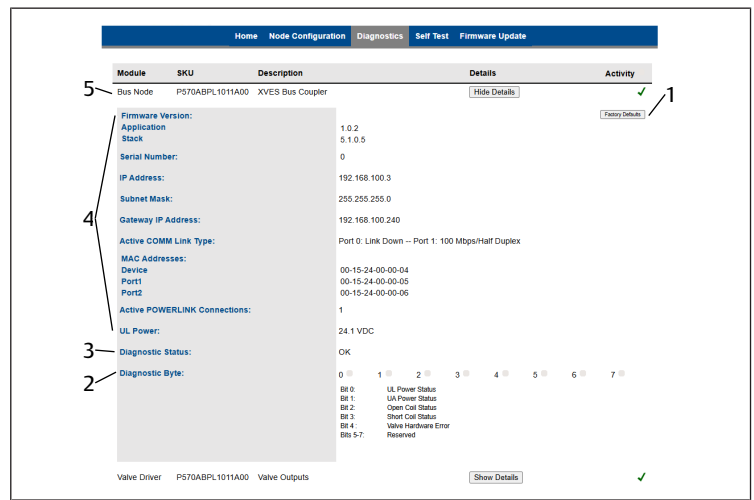 Home Node Configuration Diagnostics Self Test Firmware Update
Module SKU Description Details Activity
5 Bus Node P570ABPL1011A00 XVES Bus Coupler Hide Details 1
Factory Defaults
Firmware Version:
Application 1.0.2
Stack 5.1.0.5
Serial Number: 0
IP Address: 192.168.100.3
Subnet Mask: 255.255.255.0
4 Gateway IP Address: 192.168.100.240
Active COMM Link Type: Port 0: Link Down -- Port 1: 100 Mbps/Half Duplex
MAC Addresses:
Device 00-15-24-00-00-04
Port1 00-15-24-00-00-05
Port2 00-15-24-00-00-06
Active POWERLINK Connections: 1
UL Power: 24.1 VDC
3 Diagnostic Status: OK
2 Diagnostic Byte: 0 1 2 3 4 5 6 7
Bit 0: UL Power Status
Bit 1: UA Power Status
Bit 2: Open Coil Status
Bit 3: Short Coil Status
Bit 4 : Valve Hardware Error
Bits 5-7: Reserved
Valve Driver P570ABPL1011A00 Valve Outputs Show Details